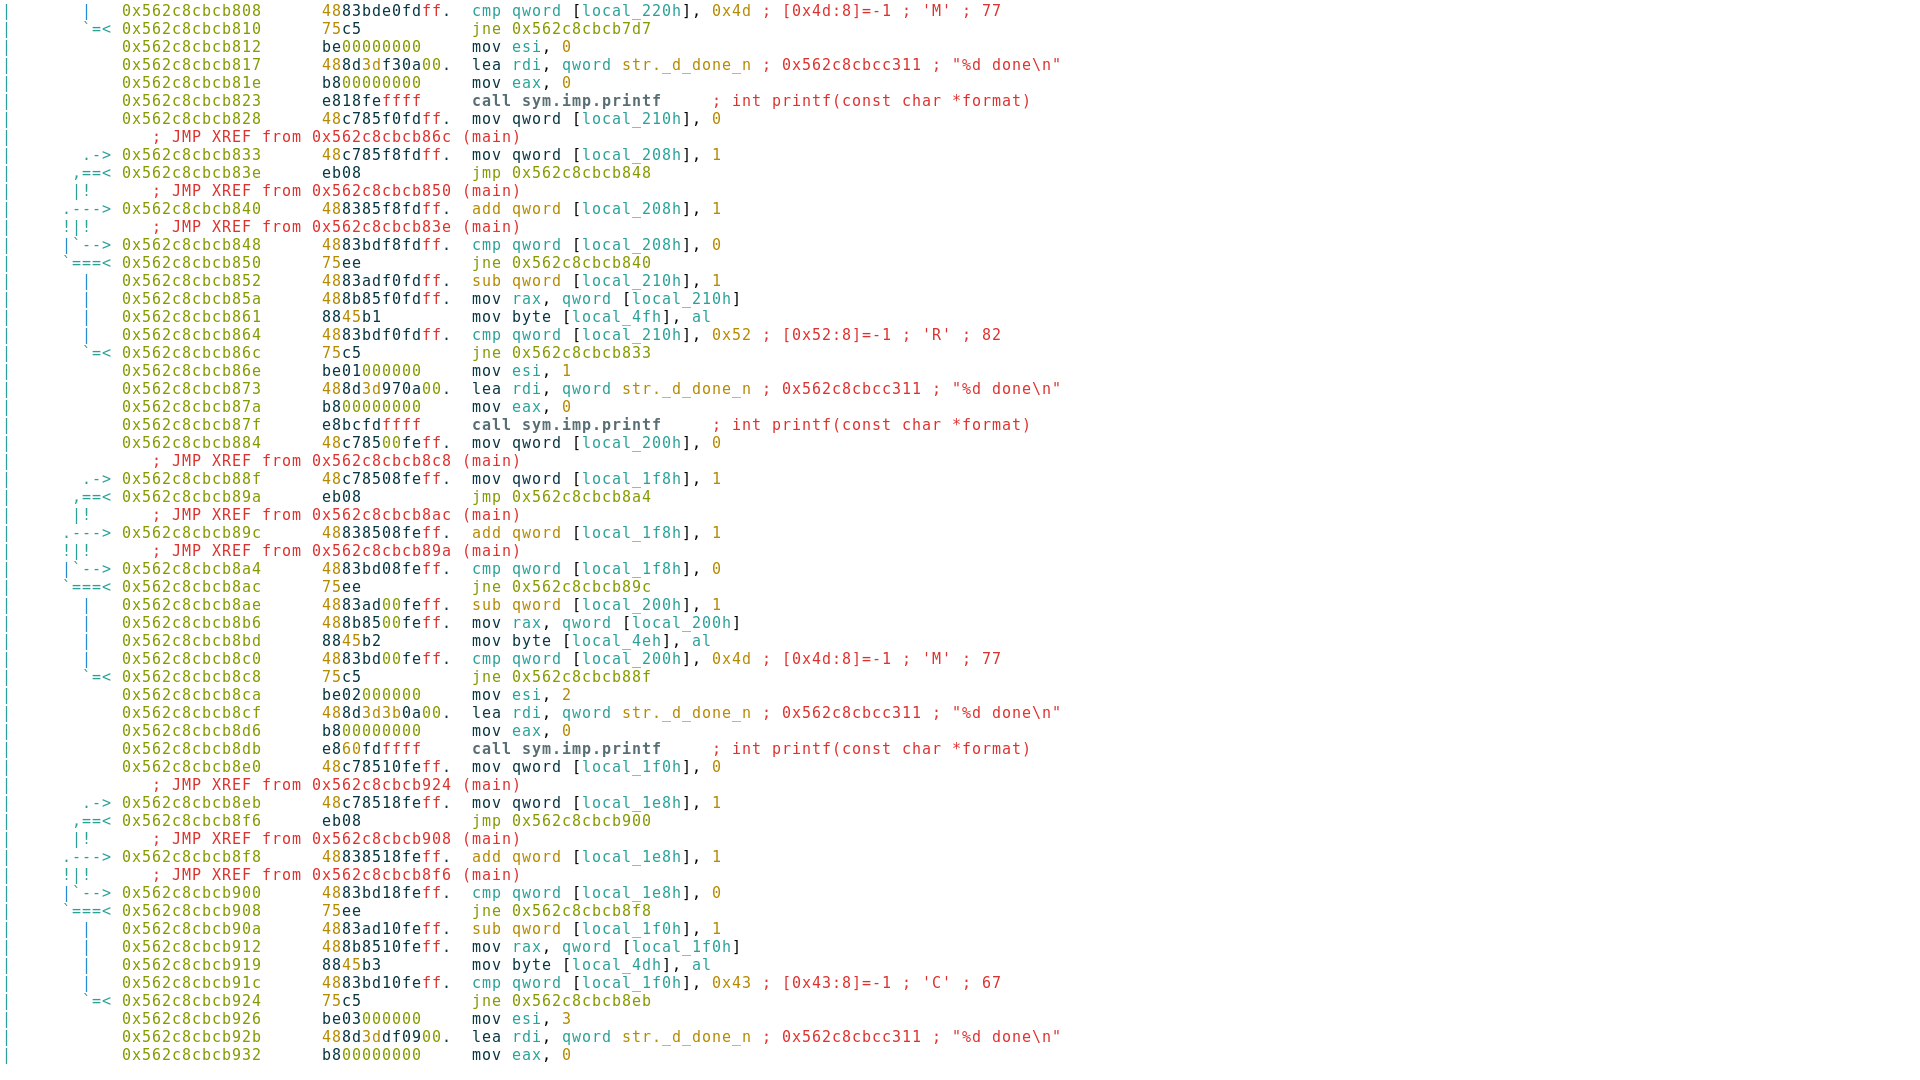 |       |   0x562c8cbcb808      4883bde0fdff.  cmp qword [local_220h], 0x4d ; [0x4d:8]=-1 ; 'M' ; 77
|       `=< 0x562c8cbcb810      75c5           jne 0x562c8cbcb7d7
|           0x562c8cbcb812      be00000000     mov esi, 0
|           0x562c8cbcb817      488d3df30a00.  lea rdi, qword str._d_done_n ; 0x562c8cbcc311 ; "%d done\n"
|           0x562c8cbcb81e      b800000000     mov eax, 0
|           0x562c8cbcb823      e818feffff     call sym.imp.printf     ; int printf(const char *format)
|           0x562c8cbcb828      48c785f0fdff.  mov qword [local_210h], 0
|              ; JMP XREF from 0x562c8cbcb86c (main)
|       .-> 0x562c8cbcb833      48c785f8fdff.  mov qword [local_208h], 1
|      ,==< 0x562c8cbcb83e      eb08           jmp 0x562c8cbcb848
|      |!      ; JMP XREF from 0x562c8cbcb850 (main)
|     .---> 0x562c8cbcb840      488385f8fdff.  add qword [local_208h], 1
|     !|!      ; JMP XREF from 0x562c8cbcb83e (main)
|     |`--> 0x562c8cbcb848      4883bdf8fdff.  cmp qword [local_208h], 0
|     `===< 0x562c8cbcb850      75ee           jne 0x562c8cbcb840
|       |   0x562c8cbcb852      4883adf0fdff.  sub qword [local_210h], 1
|       |   0x562c8cbcb85a      488b85f0fdff.  mov rax, qword [local_210h]
|       |   0x562c8cbcb861      8845b1         mov byte [local_4fh], al
|       |   0x562c8cbcb864      4883bdf0fdff.  cmp qword [local_210h], 0x52 ; [0x52:8]=-1 ; 'R' ; 82
|       `=< 0x562c8cbcb86c      75c5           jne 0x562c8cbcb833
|           0x562c8cbcb86e      be01000000     mov esi, 1
|           0x562c8cbcb873      488d3d970a00.  lea rdi, qword str._d_done_n ; 0x562c8cbcc311 ; "%d done\n"
|           0x562c8cbcb87a      b800000000     mov eax, 0
|           0x562c8cbcb87f      e8bcfdffff     call sym.imp.printf     ; int printf(const char *format)
|           0x562c8cbcb884      48c78500feff.  mov qword [local_200h], 0
|              ; JMP XREF from 0x562c8cbcb8c8 (main)
|       .-> 0x562c8cbcb88f      48c78508feff.  mov qword [local_1f8h], 1
|      ,==< 0x562c8cbcb89a      eb08           jmp 0x562c8cbcb8a4
|      |!      ; JMP XREF from 0x562c8cbcb8ac (main)
|     .---> 0x562c8cbcb89c      48838508feff.  add qword [local_1f8h], 1
|     !|!      ; JMP XREF from 0x562c8cbcb89a (main)
|     |`--> 0x562c8cbcb8a4      4883bd08feff.  cmp qword [local_1f8h], 0
|     `===< 0x562c8cbcb8ac      75ee           jne 0x562c8cbcb89c
|       |   0x562c8cbcb8ae      4883ad00feff.  sub qword [local_200h], 1
|       |   0x562c8cbcb8b6      488b8500feff.  mov rax, qword [local_200h]
|       |   0x562c8cbcb8bd      8845b2         mov byte [local_4eh], al
|       |   0x562c8cbcb8c0      4883bd00feff.  cmp qword [local_200h], 0x4d ; [0x4d:8]=-1 ; 'M' ; 77
|       `=< 0x562c8cbcb8c8      75c5           jne 0x562c8cbcb88f
|           0x562c8cbcb8ca      be02000000     mov esi, 2
|           0x562c8cbcb8cf      488d3d3b0a00.  lea rdi, qword str._d_done_n ; 0x562c8cbcc311 ; "%d done\n"
|           0x562c8cbcb8d6      b800000000     mov eax, 0
|           0x562c8cbcb8db      e860fdffff     call sym.imp.printf     ; int printf(const char *format)
|           0x562c8cbcb8e0      48c78510feff.  mov qword [local_1f0h], 0
|              ; JMP XREF from 0x562c8cbcb924 (main)
|       .-> 0x562c8cbcb8eb      48c78518feff.  mov qword [local_1e8h], 1
|      ,==< 0x562c8cbcb8f6      eb08           jmp 0x562c8cbcb900
|      |!      ; JMP XREF from 0x562c8cbcb908 (main)
|     .---> 0x562c8cbcb8f8      48838518feff.  add qword [local_1e8h], 1
|     !|!      ; JMP XREF from 0x562c8cbcb8f6 (main)
|     |`--> 0x562c8cbcb900      4883bd18feff.  cmp qword [local_1e8h], 0
|     `===< 0x562c8cbcb908      75ee           jne 0x562c8cbcb8f8
|       |   0x562c8cbcb90a      4883ad10feff.  sub qword [local_1f0h], 1
|       |   0x562c8cbcb912      488b8510feff.  mov rax, qword [local_1f0h]
|       |   0x562c8cbcb919      8845b3         mov byte [local_4dh], al
|       |   0x562c8cbcb91c      4883bd10feff.  cmp qword [local_1f0h], 0x43 ; [0x43:8]=-1 ; 'C' ; 67
|       `=< 0x562c8cbcb924      75c5           jne 0x562c8cbcb8eb
|           0x562c8cbcb926      be03000000     mov esi, 3
|           0x562c8cbcb92b      488d3ddf0900.  lea rdi, qword str._d_done_n ; 0x562c8cbcc311 ; "%d done\n"
|           0x562c8cbcb932      b800000000     mov eax, 0